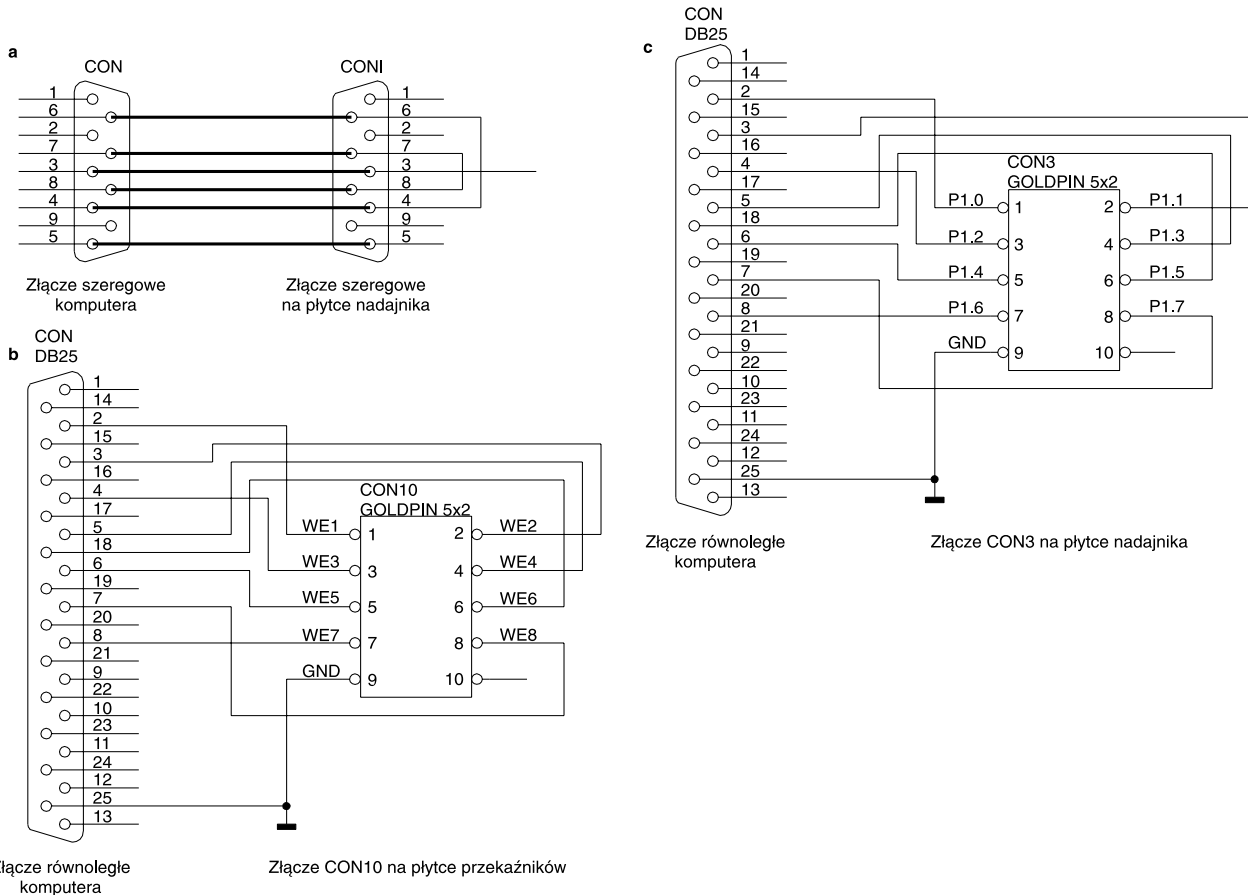 a
CON
CONI
1
6
2
7
3
8
4
9
5
1
6
2
7
3
8
4
9
5
Złącze szeregowe
komputera
Złącze szeregowe
na płytce nadajnika
b
CON
DB25
1
14
2
15
3
16
4
17
5
18
6
19
7
20
8
21
9
22
10
23
11
24
12
25
13
CON10
GOLDPIN 5x2
WE1 1 2 WE2
WE3 3 4 WE4
WE5 5 6 WE6
WE7 7 8 WE8
GND 9 10
Złącze równoległe
komputera
Złącze CON10 na płytce przekaźników
c
CON
DB25
1
14
2
15
3
16
4
17
5
18
6
19
7
20
8
21
9
22
10
23
11
24
12
25
13
CON3
GOLDPIN 5x2
P1.0 1 2 P1.1
P1.2 3 4 P1.3
P1.4 5 6 P1.5
P1.6 7 8 P1.7
GND 9 10
Złącze równoległe
komputera
Złącze CON3 na płytce nadajnika